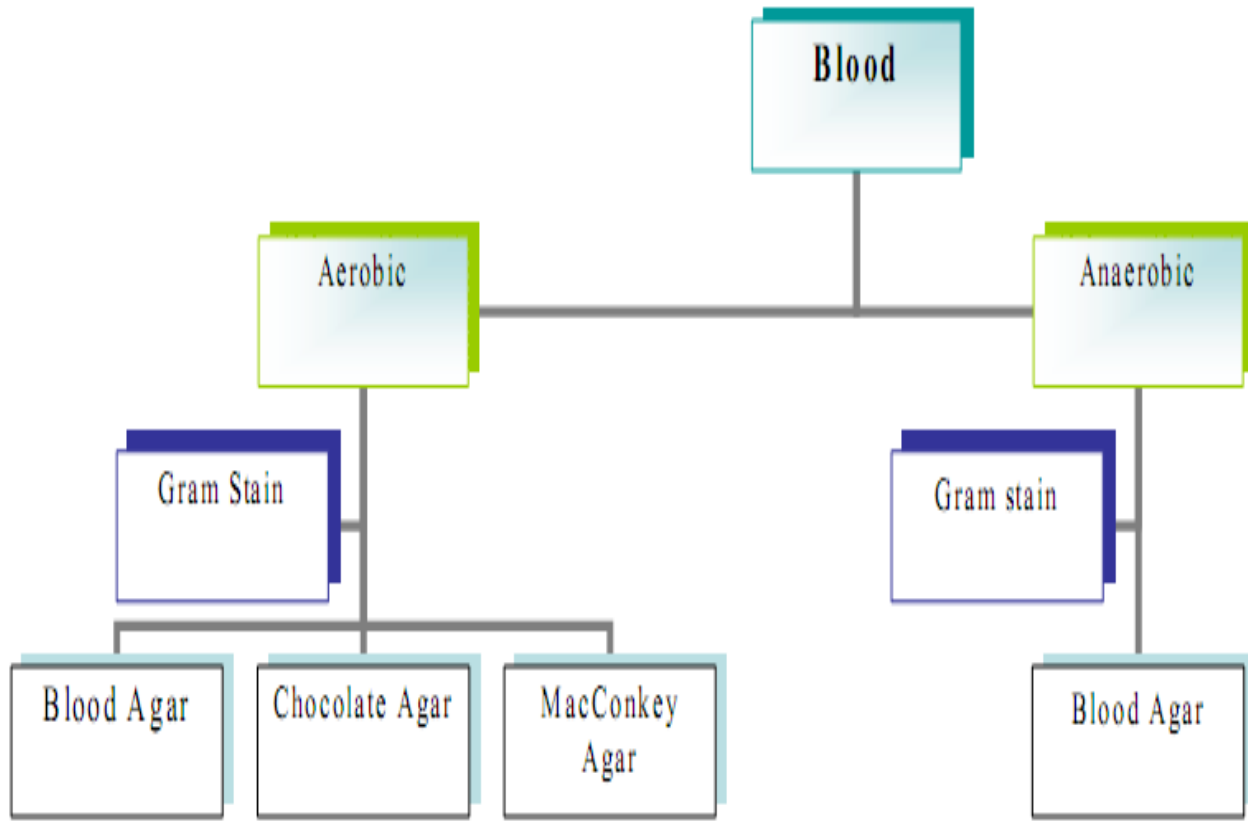 Blood
Aerobic
Anaerobic
Gram Stain
Gram stain
Blood Agar
Chocolate Agar
MacConkey
Agar
Blood Agar